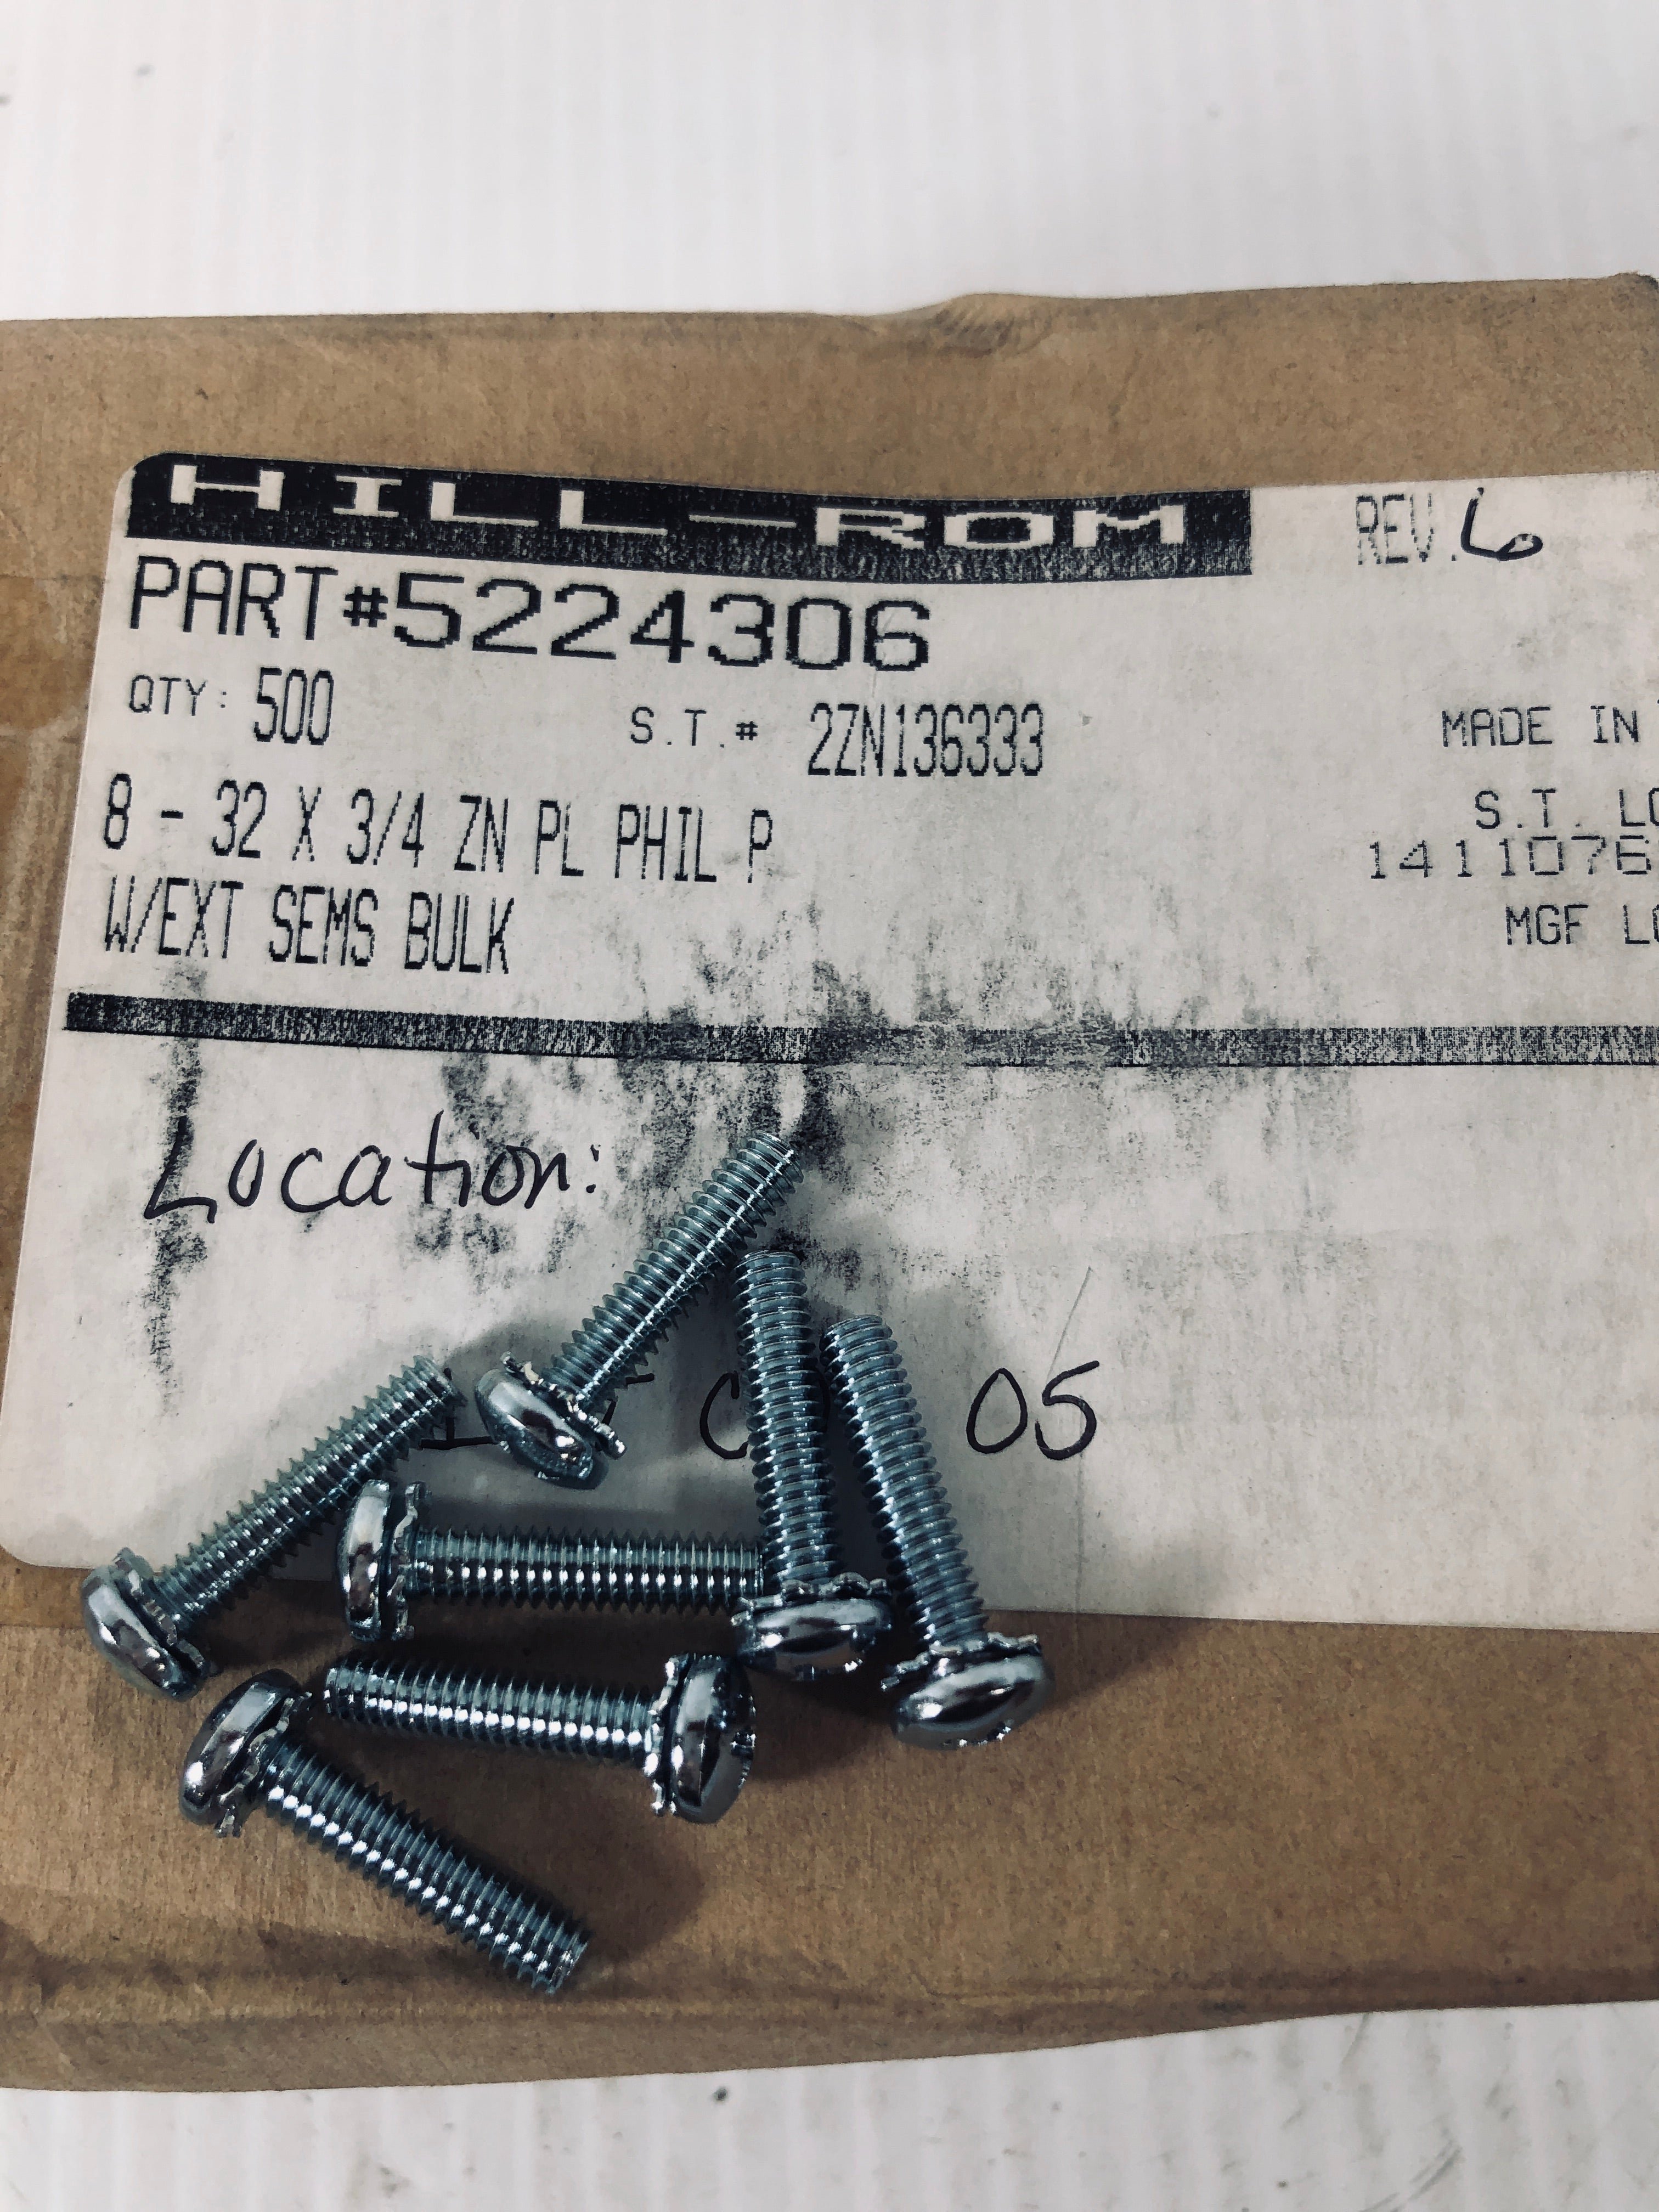 HILL-ROM REV. 6
PART#5224306
QTY: 500 S.T.# 2ZN136333 MADE IN
8 - 32 X 3/4 ZN PL PHIL P S.T.
W/EXT SEMS BULK 1411076
MGF
Location:
05